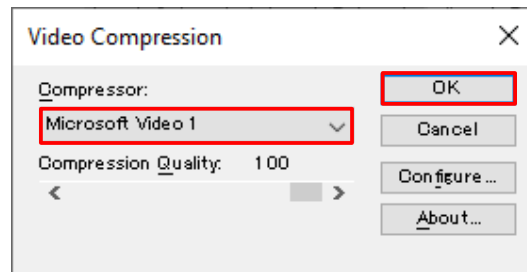 Video Compression
Compressor:
OK
Microsoft Video 1
Cancel
Compression Quality: 100
Configure...
About...